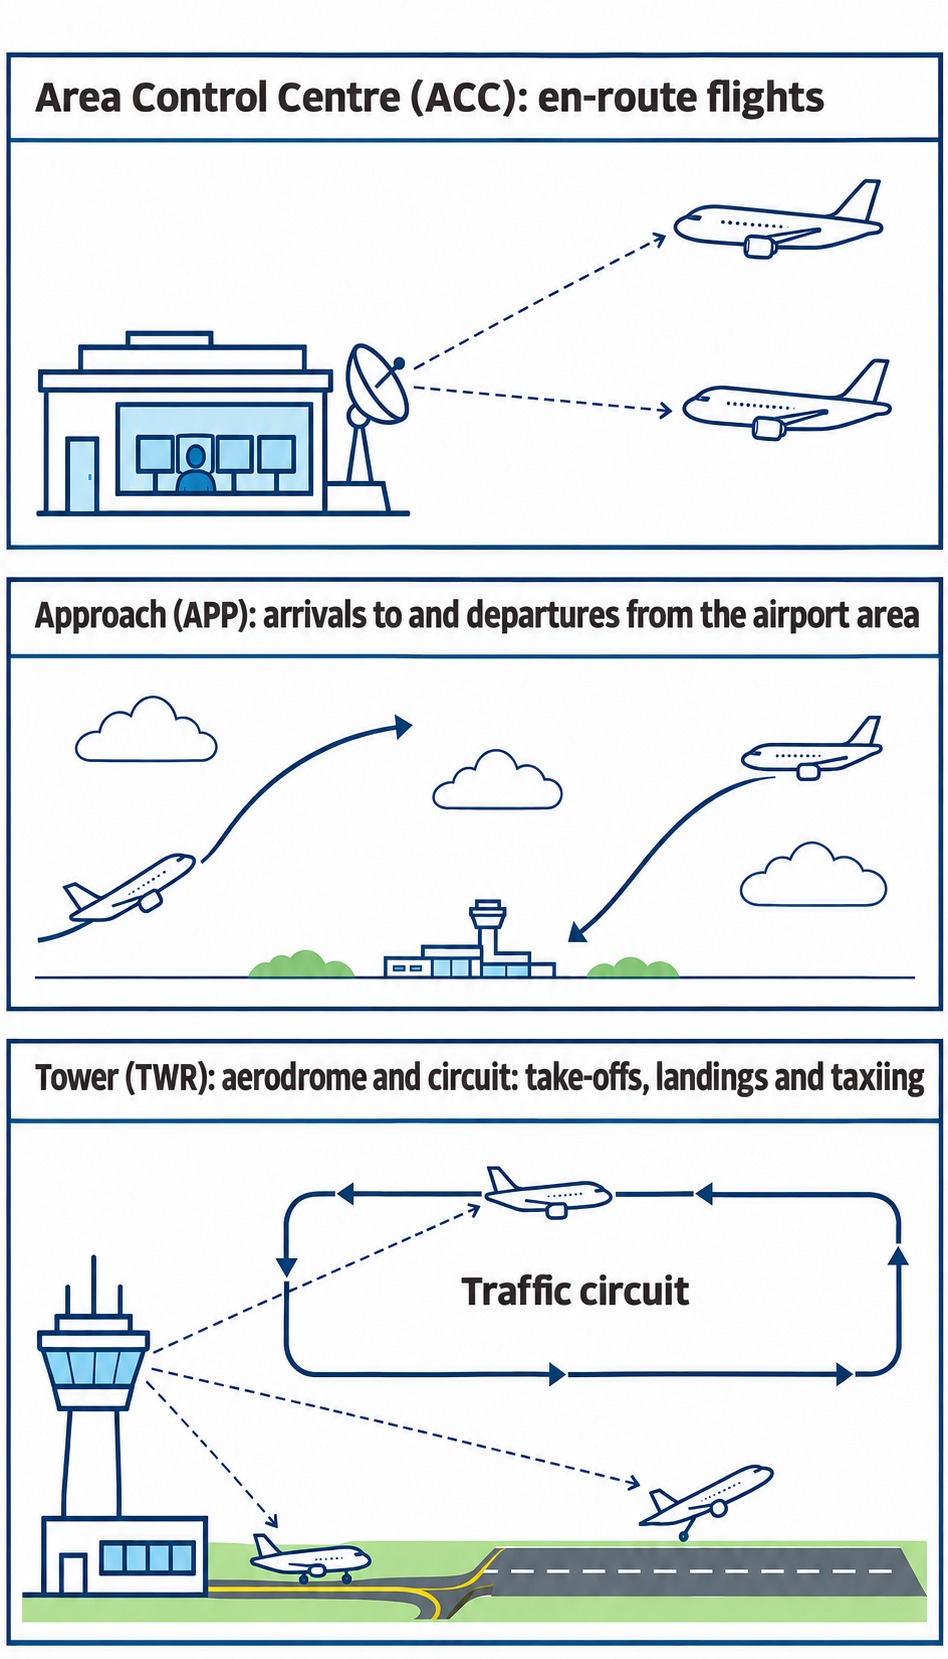 Area Control Centre (ACC): en-route flights
Approach (APP): arrivals to and departures from the airport area
Tower (TWR): aerodrome and circuit: take-offs, landings and taxiing
Traffic circuit